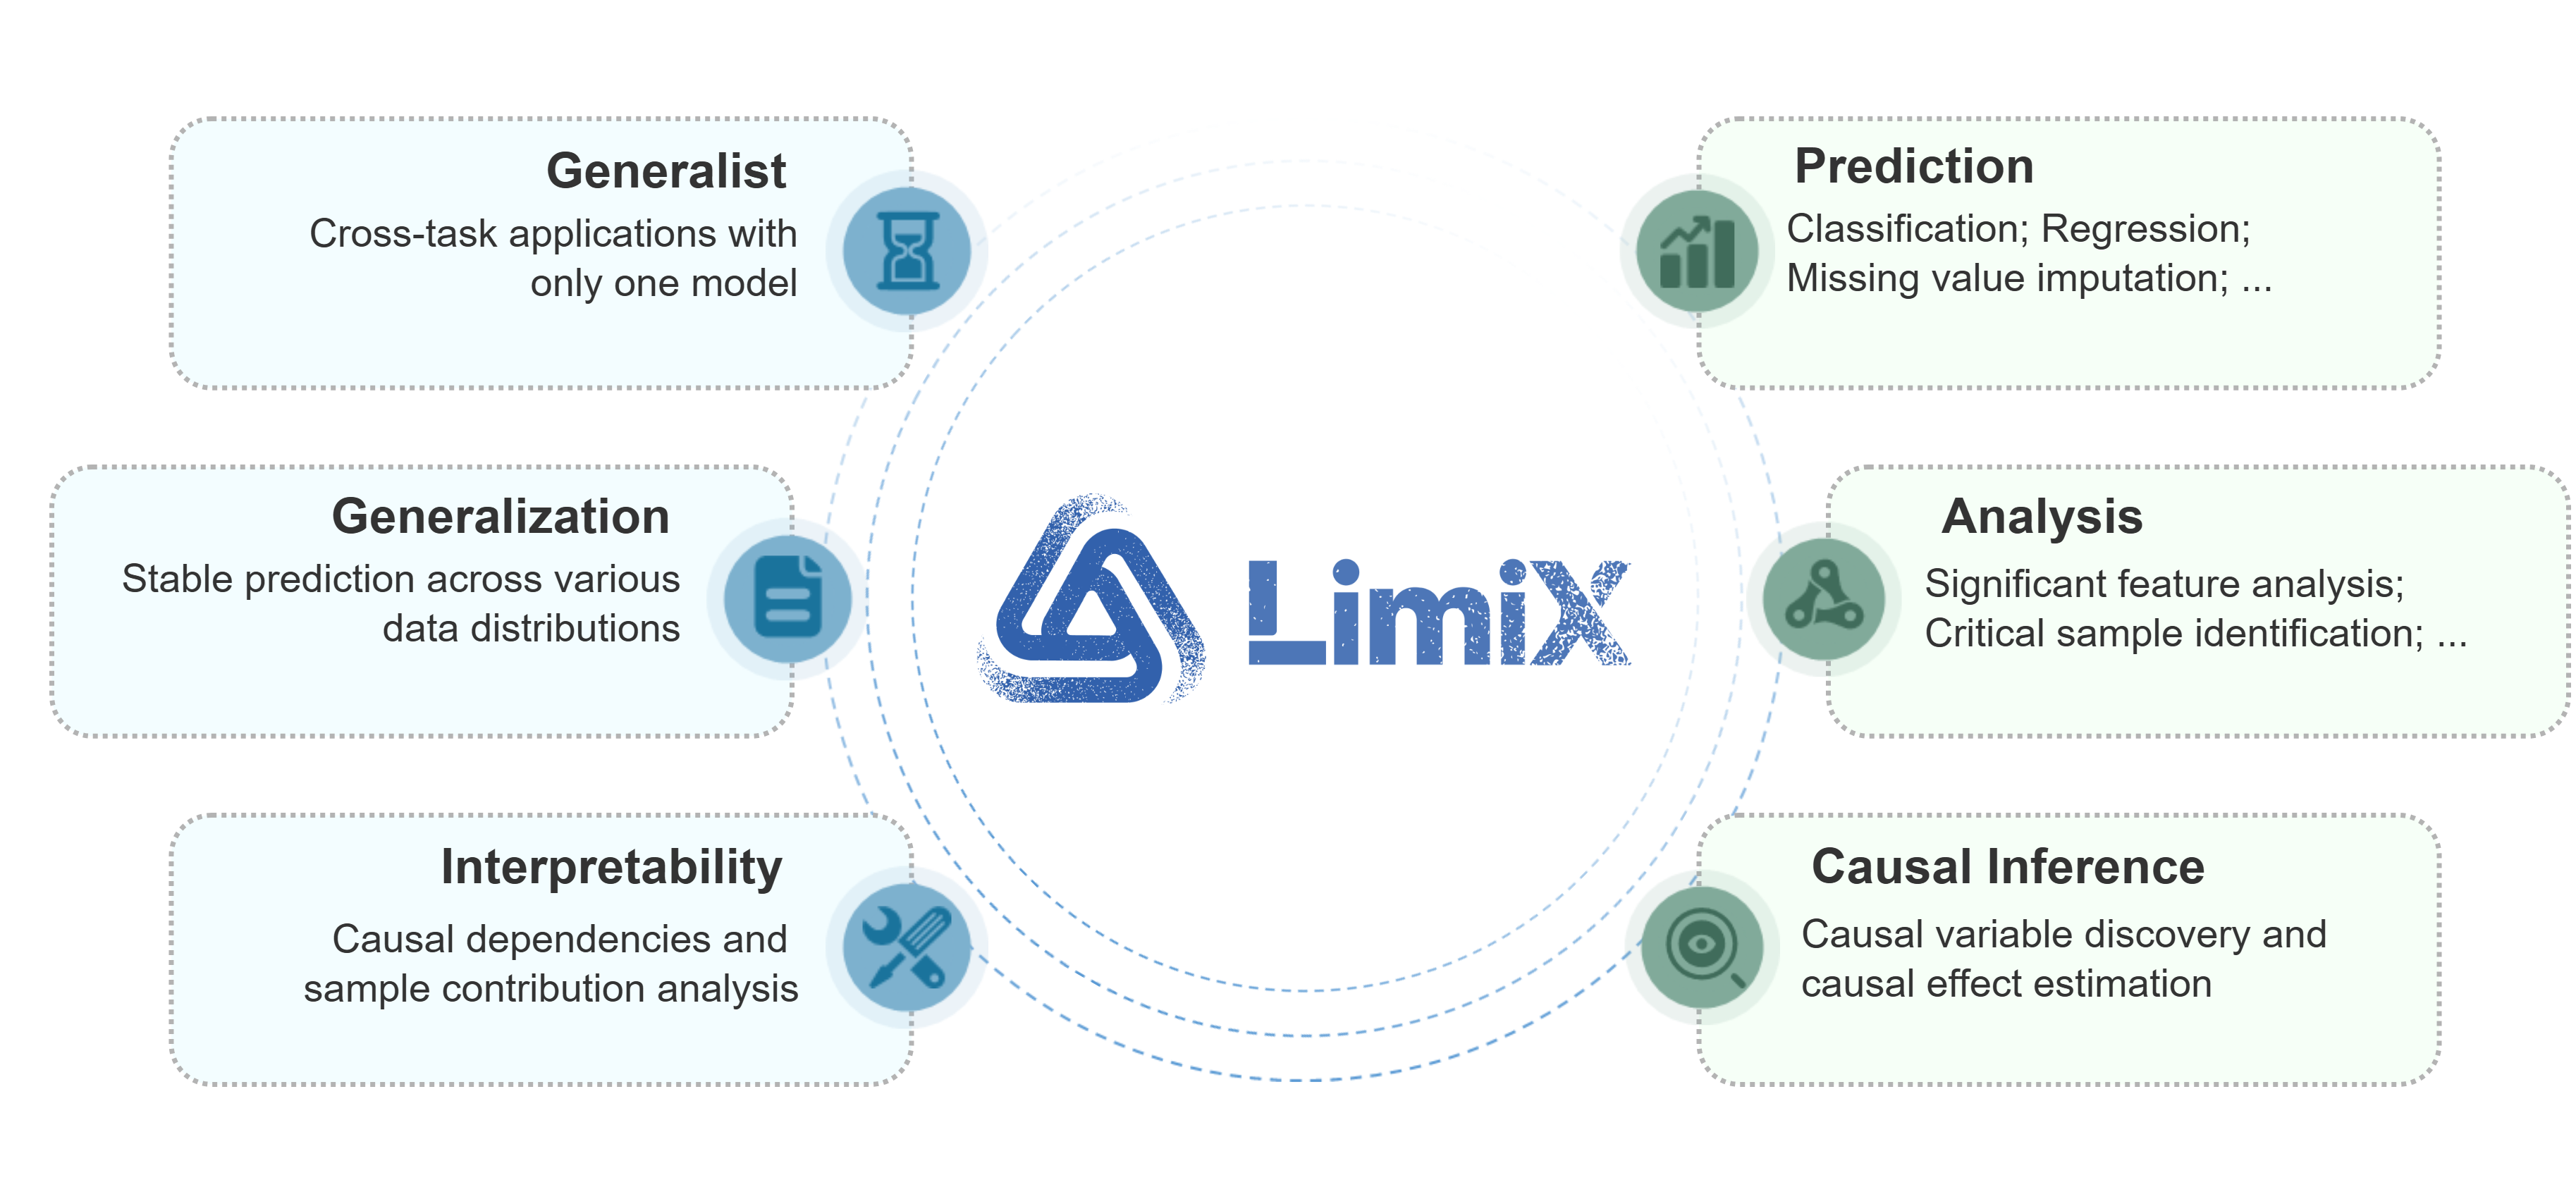 Generalist
Cross-task applications with
only one model
Generalization
Stable prediction across various
data distributions
Interpretability
Causal dependencies and
sample contribution analysis
LimiX
Prediction
Classification; Regression;
Missing value imputation; ...
Analysis
Significant feature analysis;
Critical sample identification; ...
Causal Inference
Causal variable discovery and
causal effect estimation